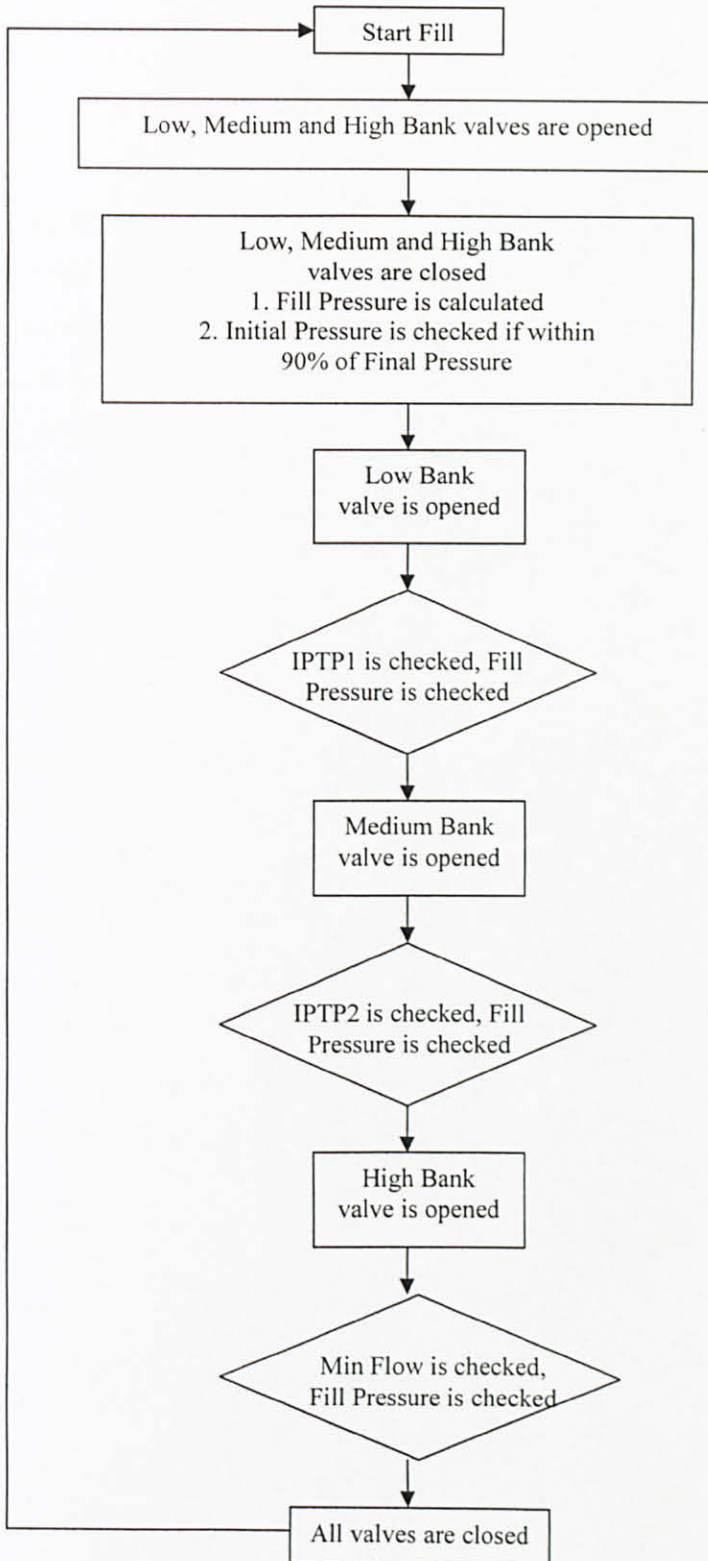 Start Fill
Low, Medium and High Bank valves are opened
Low, Medium and High Bank
valves are closed
1. Fill Pressure is calculated
2. Initial Pressure is checked if within
90% of Final Pressure
Low Bank
valve is opened
IPTP1 is checked, Fill
Pressure is checked
Medium Bank
valve is opened
IPTP2 is checked, Fill
Pressure is checked
High Bank
valve is opened
Min Flow is checked,
Fill Pressure is checked
All valves are closed